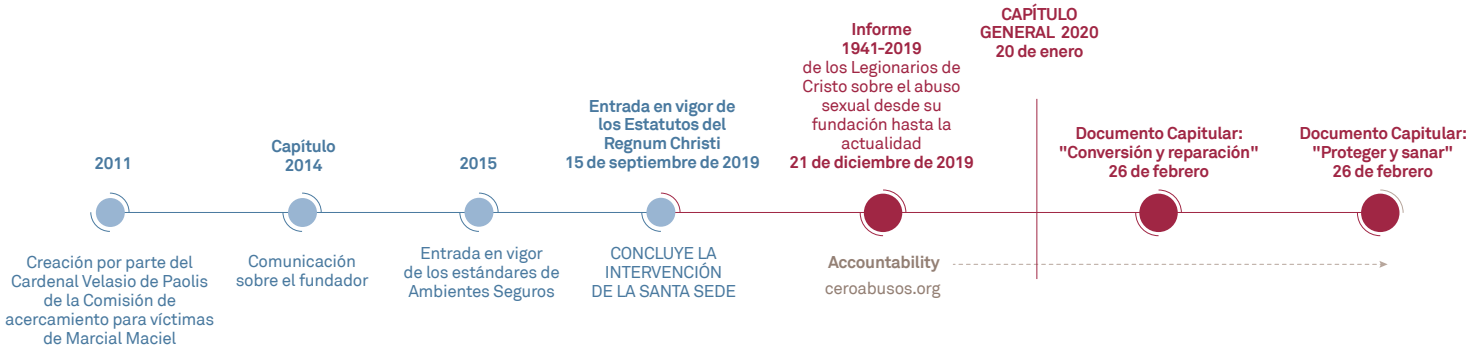 2011
Creación por parte del
Cardenal Velasio de Paolis
de la Comisión de
acercamiento para víctimas
de Marcial Maciel
Capítulo
2014
Comunicación
sobre el fundador
2015
Entrada en vigor
de los estándares de
Ambientes Seguros
Entrada en vigor de
los Estatutos del
Regnum Christi
15 de septiembre de 2019
CONCLUYE LA
INTERVENCIÓN
DE LA SANTA SEDE
Informe
1941-2019
de los Legionarios de
Cristo sobre el abuso
sexual desde su
fundación hasta la
actualidad
21 de diciembre de 2019
Accountability
ceroabusos.org
CAPÍTULO
GENERAL 2020
20 de enero
Documento Capitular:
"Conversión y reparación"
26 de febrero
Documento Capitular:
"Proteger y sanar"
26 de febrero